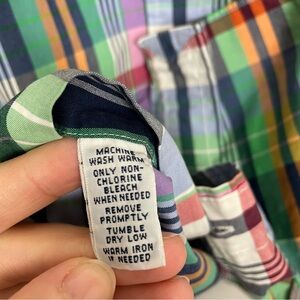 MACHINE
WASH WARM
ONLY NON-
CHLORINE
BLEACH
WHEN NEEDED
REMOVE
PROMPTLY
TUMBLE
DRY LOW
WARM IRON
IF NEEDED